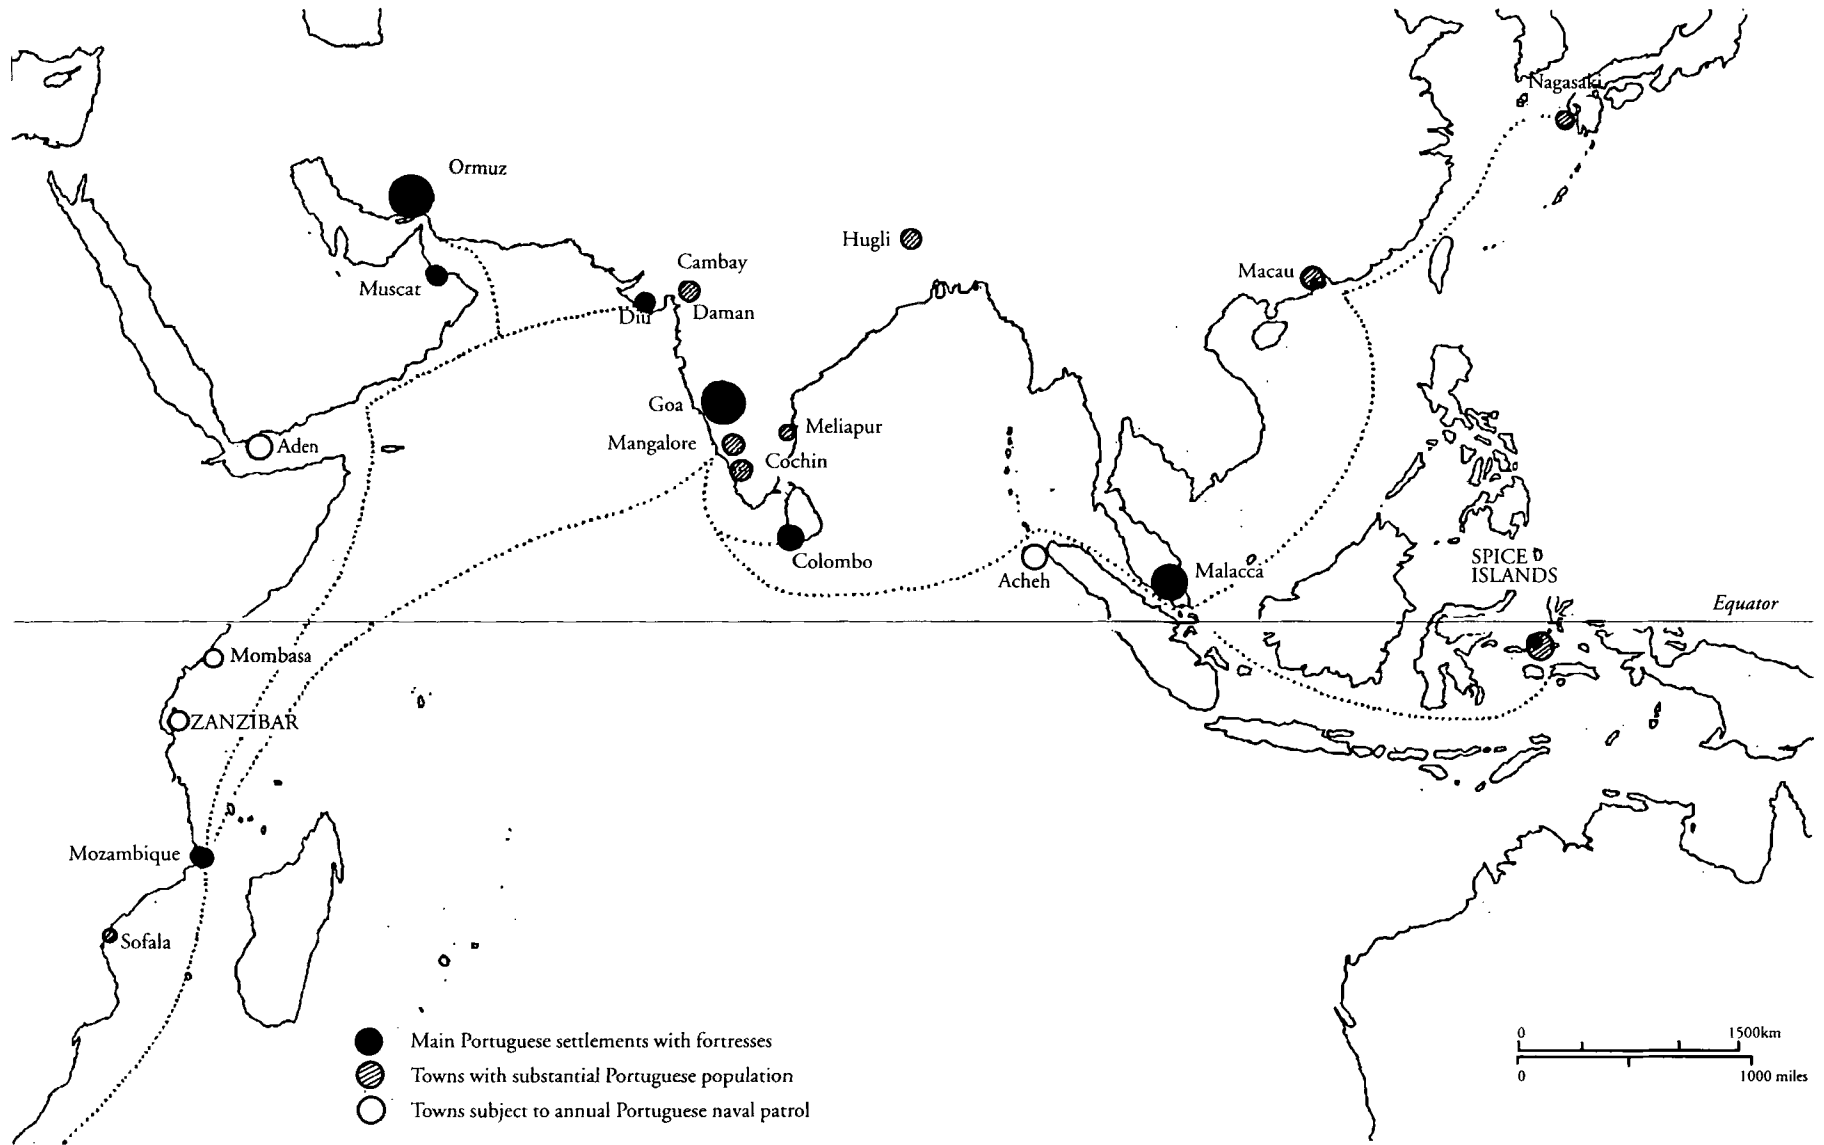 Nagasaki
Ormuz
Hugli
Cambay
Macau
Muscat
Diu
Daman
Goa
Meliapur
Mangalore
Aden
Cochin
SPICE
ISLANDS
Colombo
Malacca
Acheh
Equator
Mombasa
ZANZIBAR
Mozambique
Sofala
0 1500km
0 1000 miles
Main Portuguese settlements with fortresses
Towns with substantial Portuguese population
Towns subject to annual Portuguese naval patrol